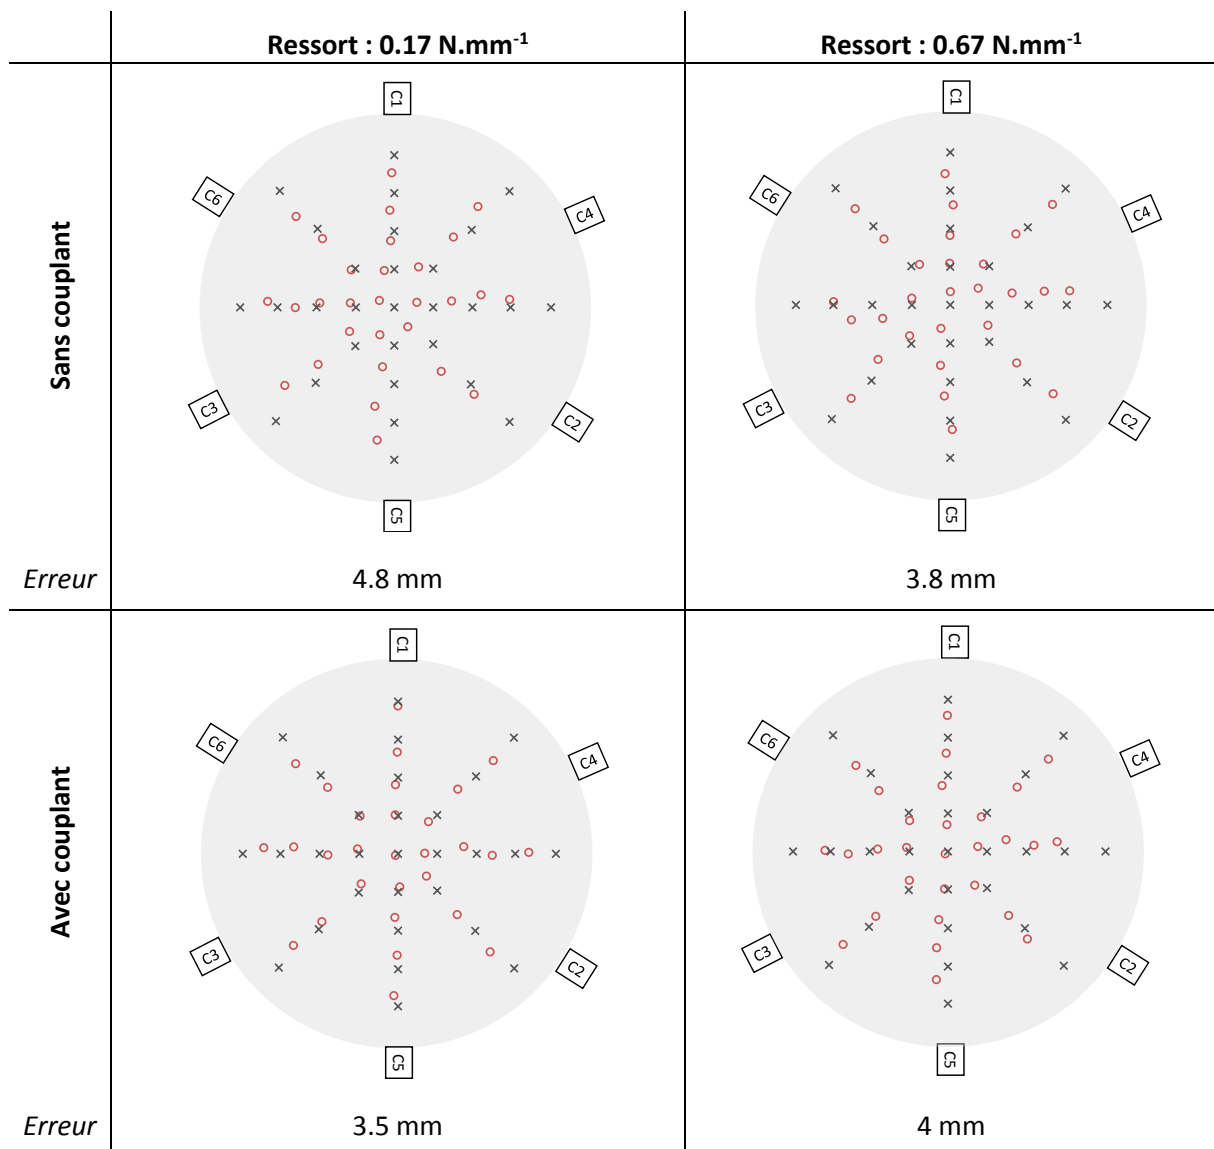 Ressort : 0.17 N.mm⁻¹
Ressort : 0.67 N.mm⁻¹
Sans couplant
C1
C6
C4
C3
C2
C5
C1
C6
C4
C3
C2
C5
Erreur
4.8 mm
3.8 mm
Avec couplant
C1
C6
C4
C3
C2
C5
C1
C6
C4
C3
C2
C5
Erreur
3.5 mm
4 mm